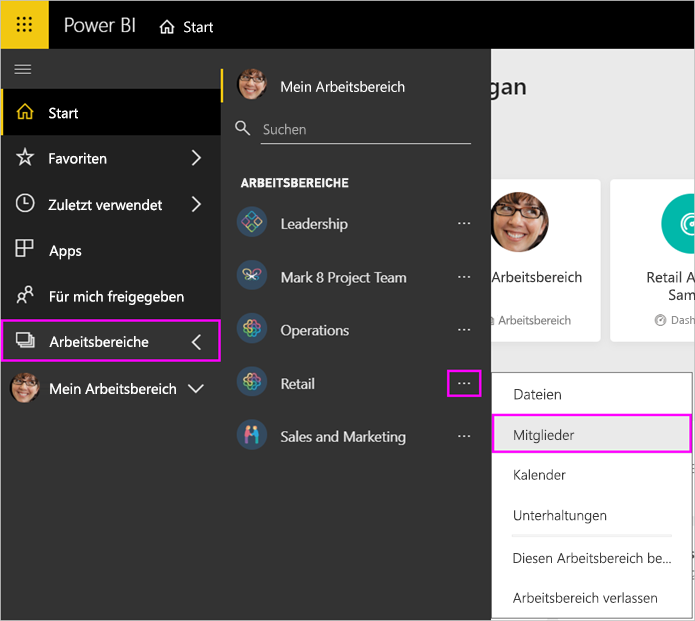 Power BI
Start
Start
Favoriten
Zuletzt verwendet
Apps
Für mich freigegeben
Arbeitsbereiche
Mein Arbeitsbereich
Mein Arbeitsbereich
Suchen
ARBEITSBEREICHE
Leadership
...
Mark 8 Project Team
...
Operations
...
Retail
...
Sales and Marketing
...
gan
Arbeitsbereich
Arbeitsbereich
Retail A
Sam
Dash
Dateien
Mitglieder
Kalender
Unterhaltungen
Diesen Arbeitsbereich be...
Arbeitsbereich verlassen